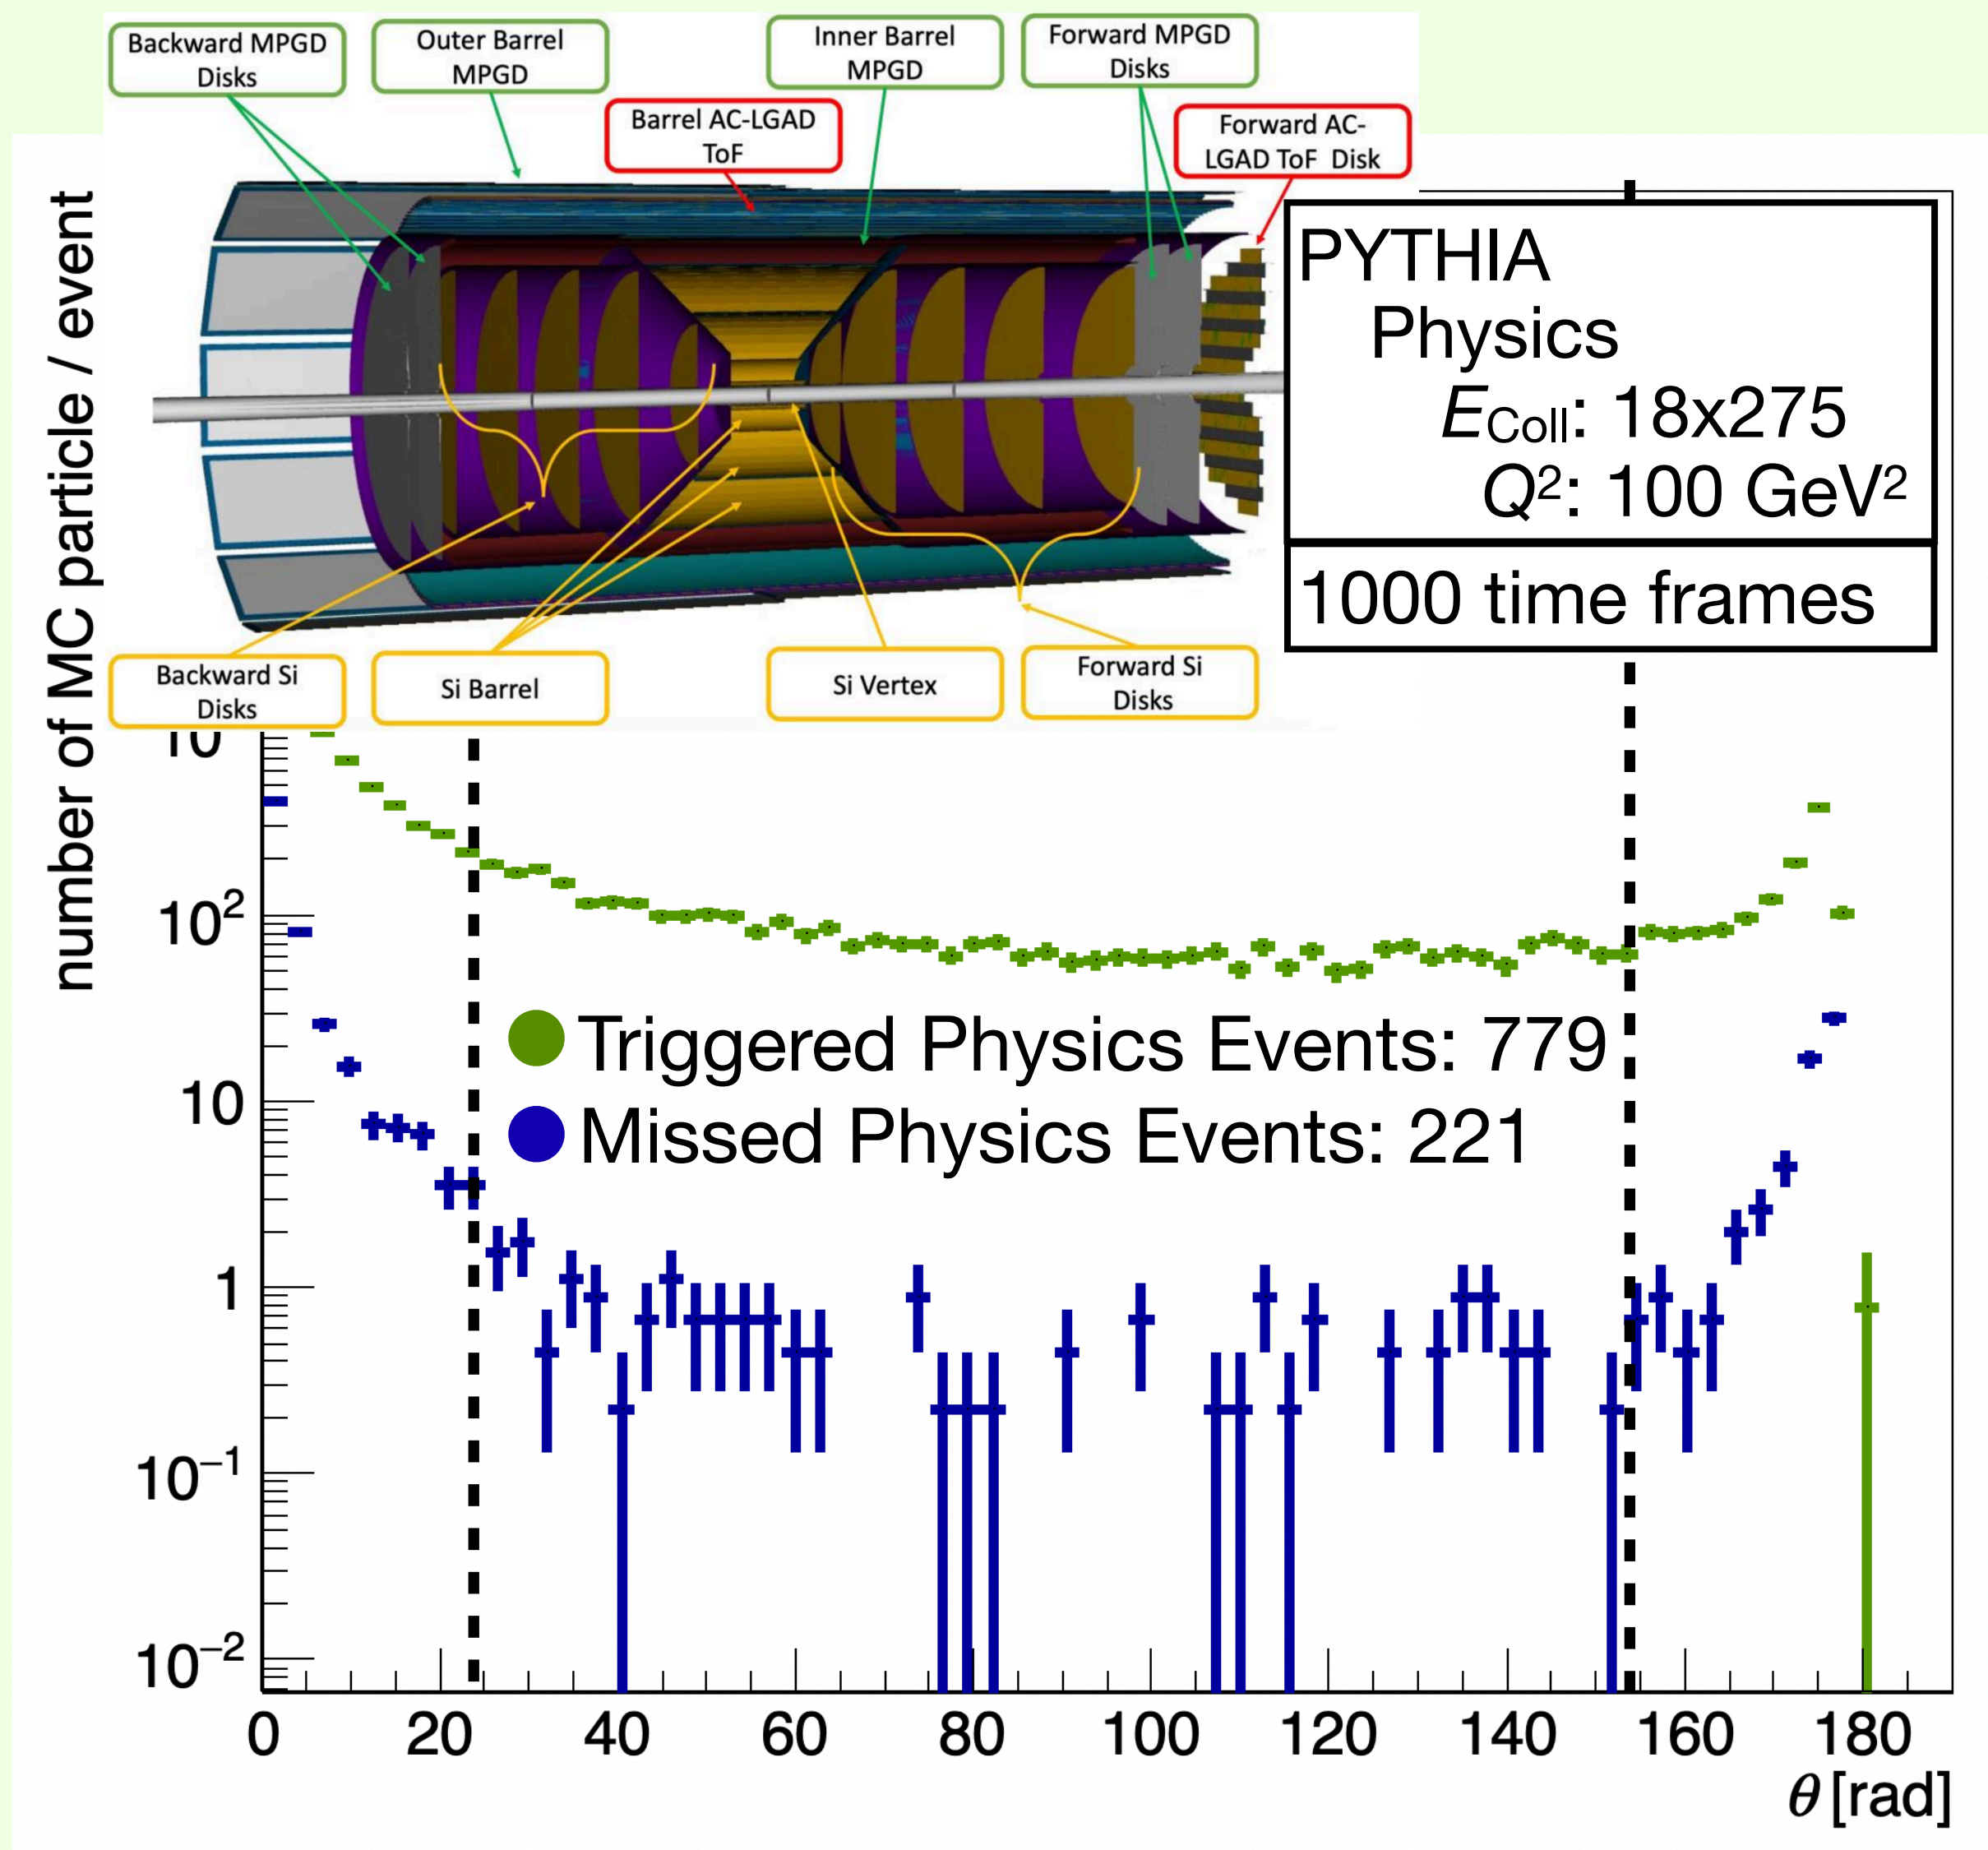 Backward MPGD
Disks
Outer Barrel
MPGD
Inner Barrel
MPGD
Forward MPGD
Disks
Barrel AC-LGAD
ToF
Forward AC-
LGAD ToF Disk
number of MC particle / event
PYTHIA
Physics
E_Coll: 18x275
Q²: 100 GeV²
1000 time frames
Backward Si
Disks
Si Barrel
Si Vertex
Forward Si
Disks
10²
10
1
10⁻¹
10⁻²
Triggered Physics Events: 779
Missed Physics Events: 221
0 20 40 60 80 100 120 140 160 180
θ [rad]